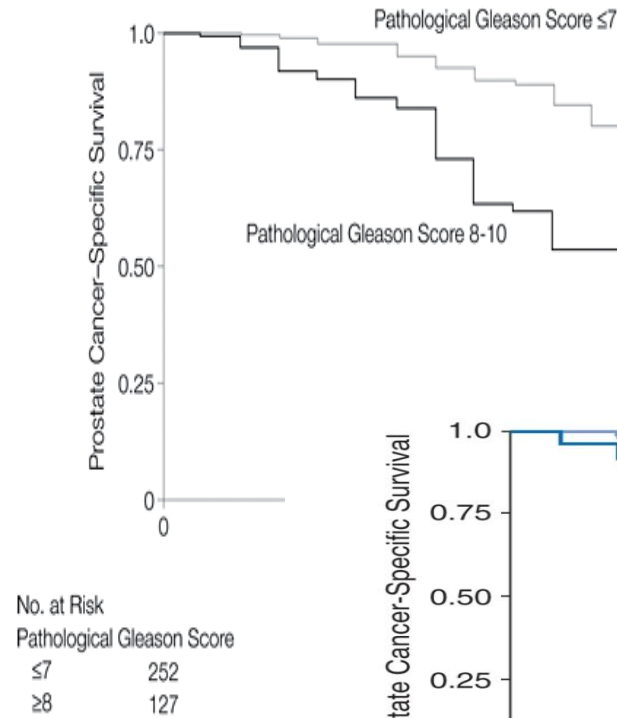 Pathological Gleason Score ≤7
1.0
0.75
0.50
0.25
0
0
Prostate Cancer–Specific Survival
Pathological Gleason Score 8-10
No. at Risk
Pathological Gleason Score
≤7 252
≥8 127
1.0
0.75
0.50
0.25
Cancer-Specific Survival